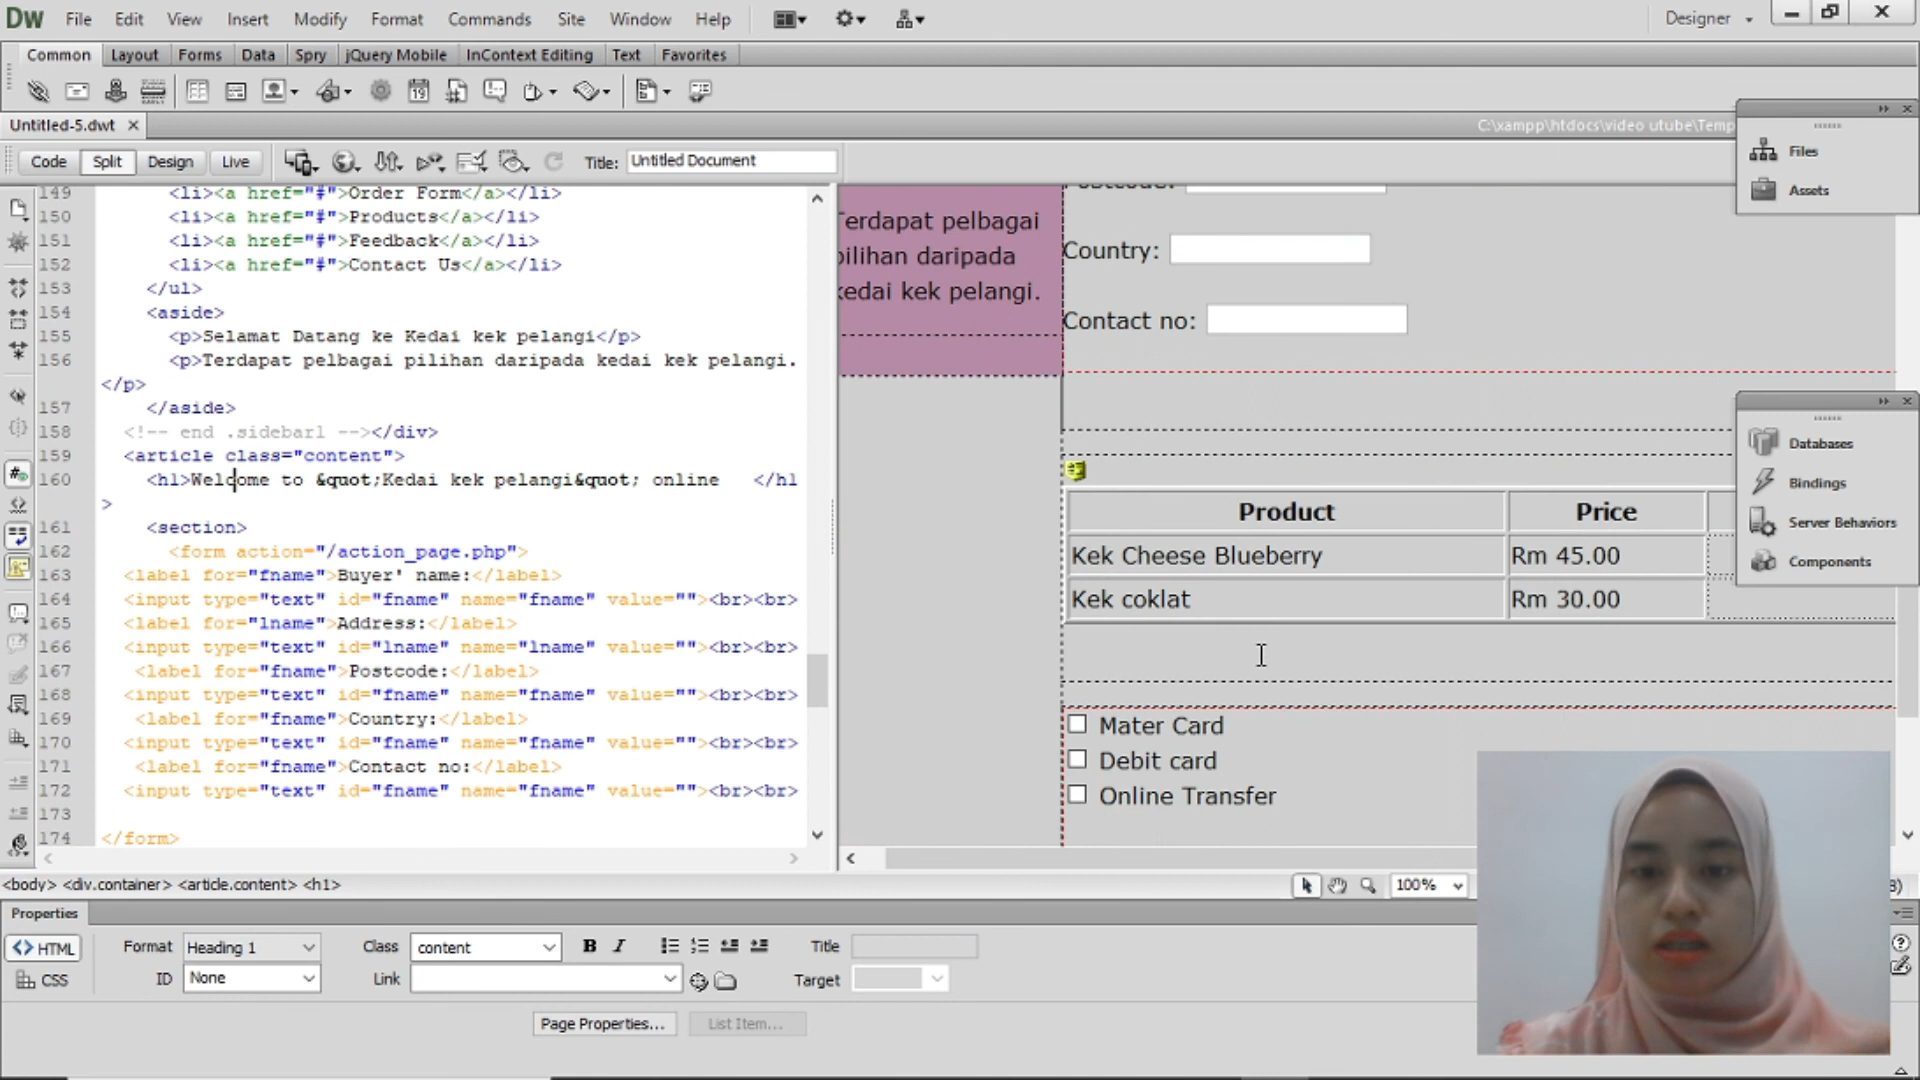 Dw File Edit View Insert Modify Format Commands Site Window Help Designer
Common Layout Forms Data Spry jQuery Mobile InContext Editing Text Favorites
Untitled-5.dwt
C:\xampp\htdocs\video utube\Temp
Code Split Design Live Title: Untitled Document
149 <li><a href="#">Order Form</a></li>
150 <li><a href="#">Products</a></li>
151 <li><a href="#">Feedback</a></li>
152 <li><a href="#">Contact Us</a></li>
153 </ul>
154 <aside>
155 <p>Selamat Datang ke Kedai kek pelangi</p>
156 <p>Terdapat pelbagai pilihan daripada kedai kek pelangi.
</p>
157 </aside>
158 <!-- end .sidebar1 --></div>
159 <article class="content">
160 <h1>Welcome to &quot;Kedai kek pelangi&quot; online </h1
>
161 <section>
162 <form action="/action_page.php">
163 <label for="fname">Buyer' name:</label>
164 <input type="text" id="fname" name="fname" value=""><br><br>
165 <label for="lname">Address:</label>
166 <input type="text" id="lname" name="lname" value=""><br><br>
167 <label for="fname">Postcode:</label>
168 <input type="text" id="fname" name="fname" value=""><br><br>
169 <label for="fname">Country:</label>
170 <input type="text" id="fname" name="fname" value=""><br><br>
171 <label for="fname">Contact no:</label>
172 <input type="text" id="fname" name="fname" value=""><br><br>
173
174 </form>
Terdapat pelbagai
pilihan daripada
kedai kek pelangi.
Postcode:
Country:
Contact no:
Product Price
Kek Cheese Blueberry Rm 45.00
Kek coklat Rm 30.00
Mater Card
Debit card
Online Transfer
Files
Assets
Databases
Bindings
Server Behaviors
Components
<body> <div.container> <article.content> <h1>
100%
Properties
<> HTML Format Heading 1 Class content B I Title
CSS ID None Link Target
Page Properties... List Item...